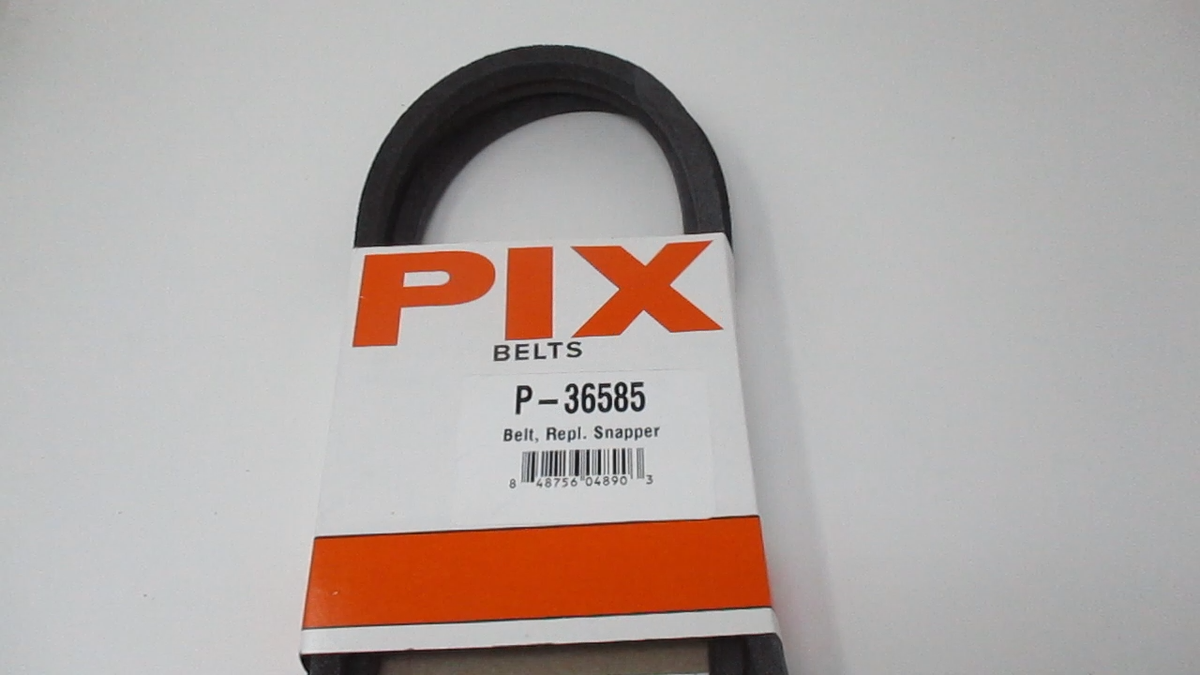 PIX
BELTS
P-36585
Belt, Repl. Snapper
8 48756 04890 3